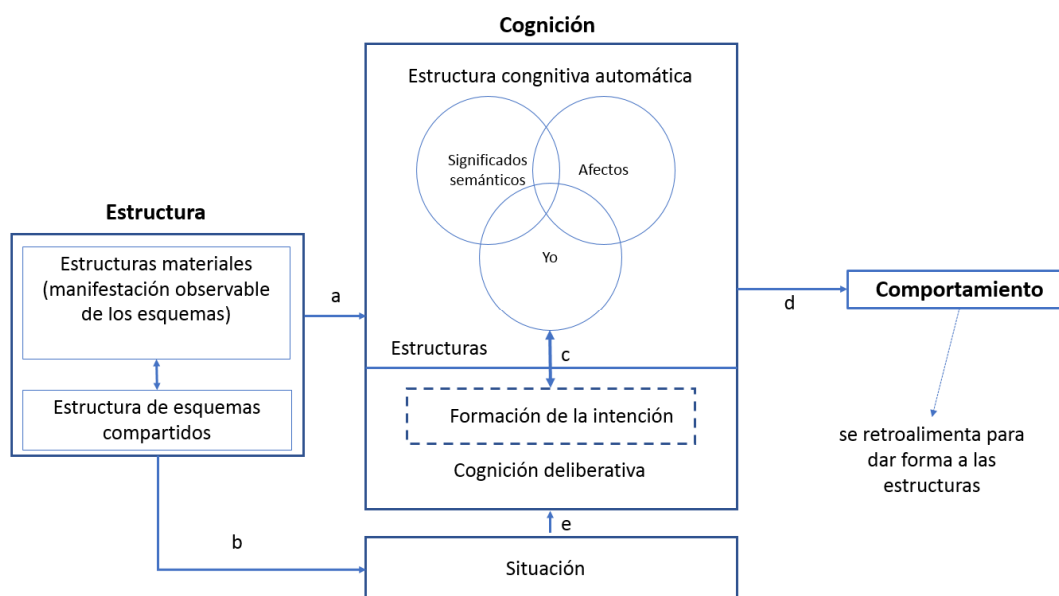 Cognición
Estructura congnitiva automática
Significados
semánticos
Afectos
Yo
Estructuras
c
Formación de la intención
Cognición deliberativa
Estructura
Estructuras materiales
(manifestación observable
de los esquemas)
Estructura de esquemas
compartidos
a
b
e
Situación
d
Comportamiento
se retroalimenta para
dar forma a las
estructuras